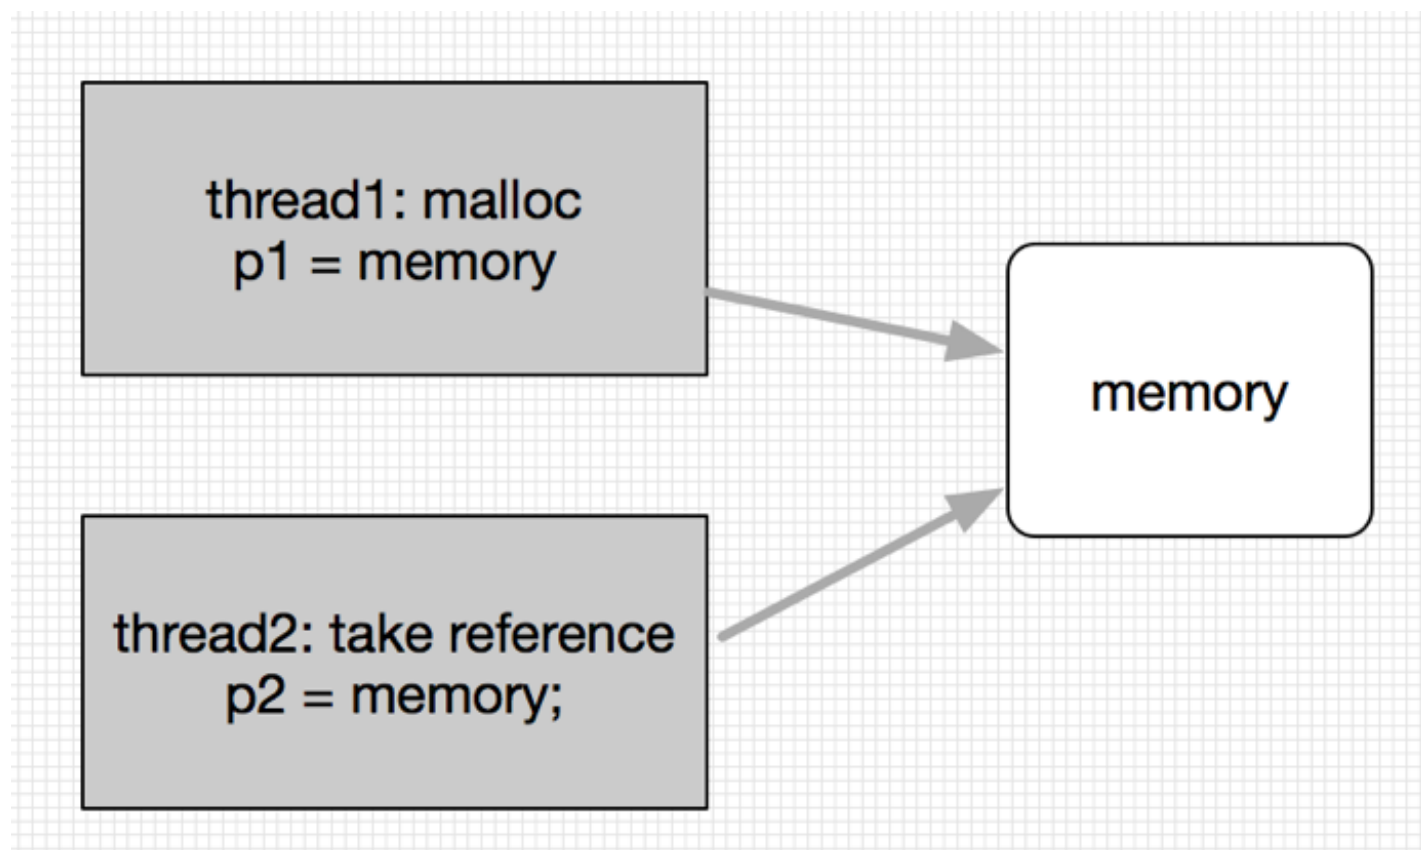 thread1: malloc
p1 = memory
memory
thread2: take reference
p2 = memory;